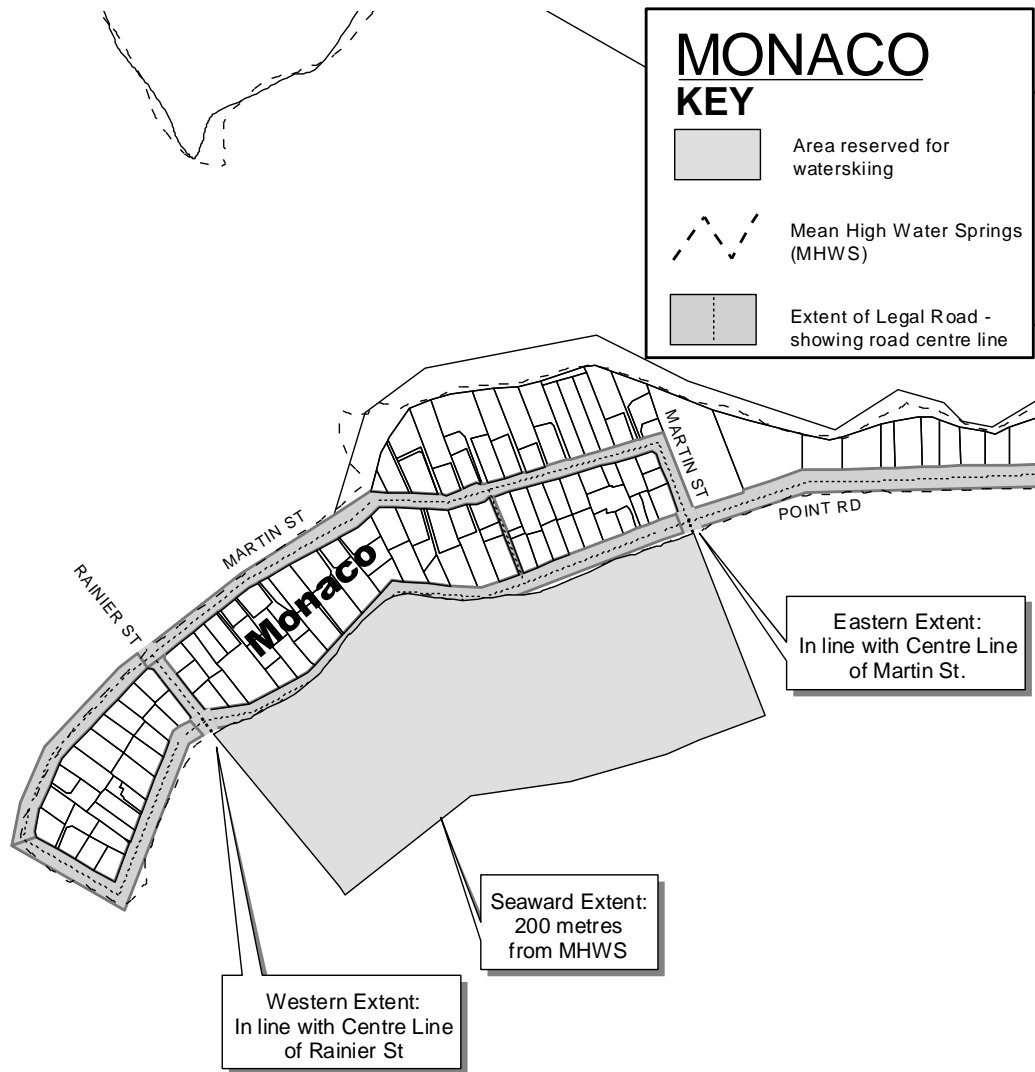 MONACO
KEY
Area reserved for
waterskiing
Mean High Water Springs
(MHWS)
Extent of Legal Road -
showing road centre line
MARTIN ST
POINT RD
MARTIN ST
RAINIER ST
Monaco
Eastern Extent:
In line with Centre Line
of Martin St.
Seaward Extent:
200 metres
from MHWS
Western Extent:
In line with Centre Line
of Rainier St